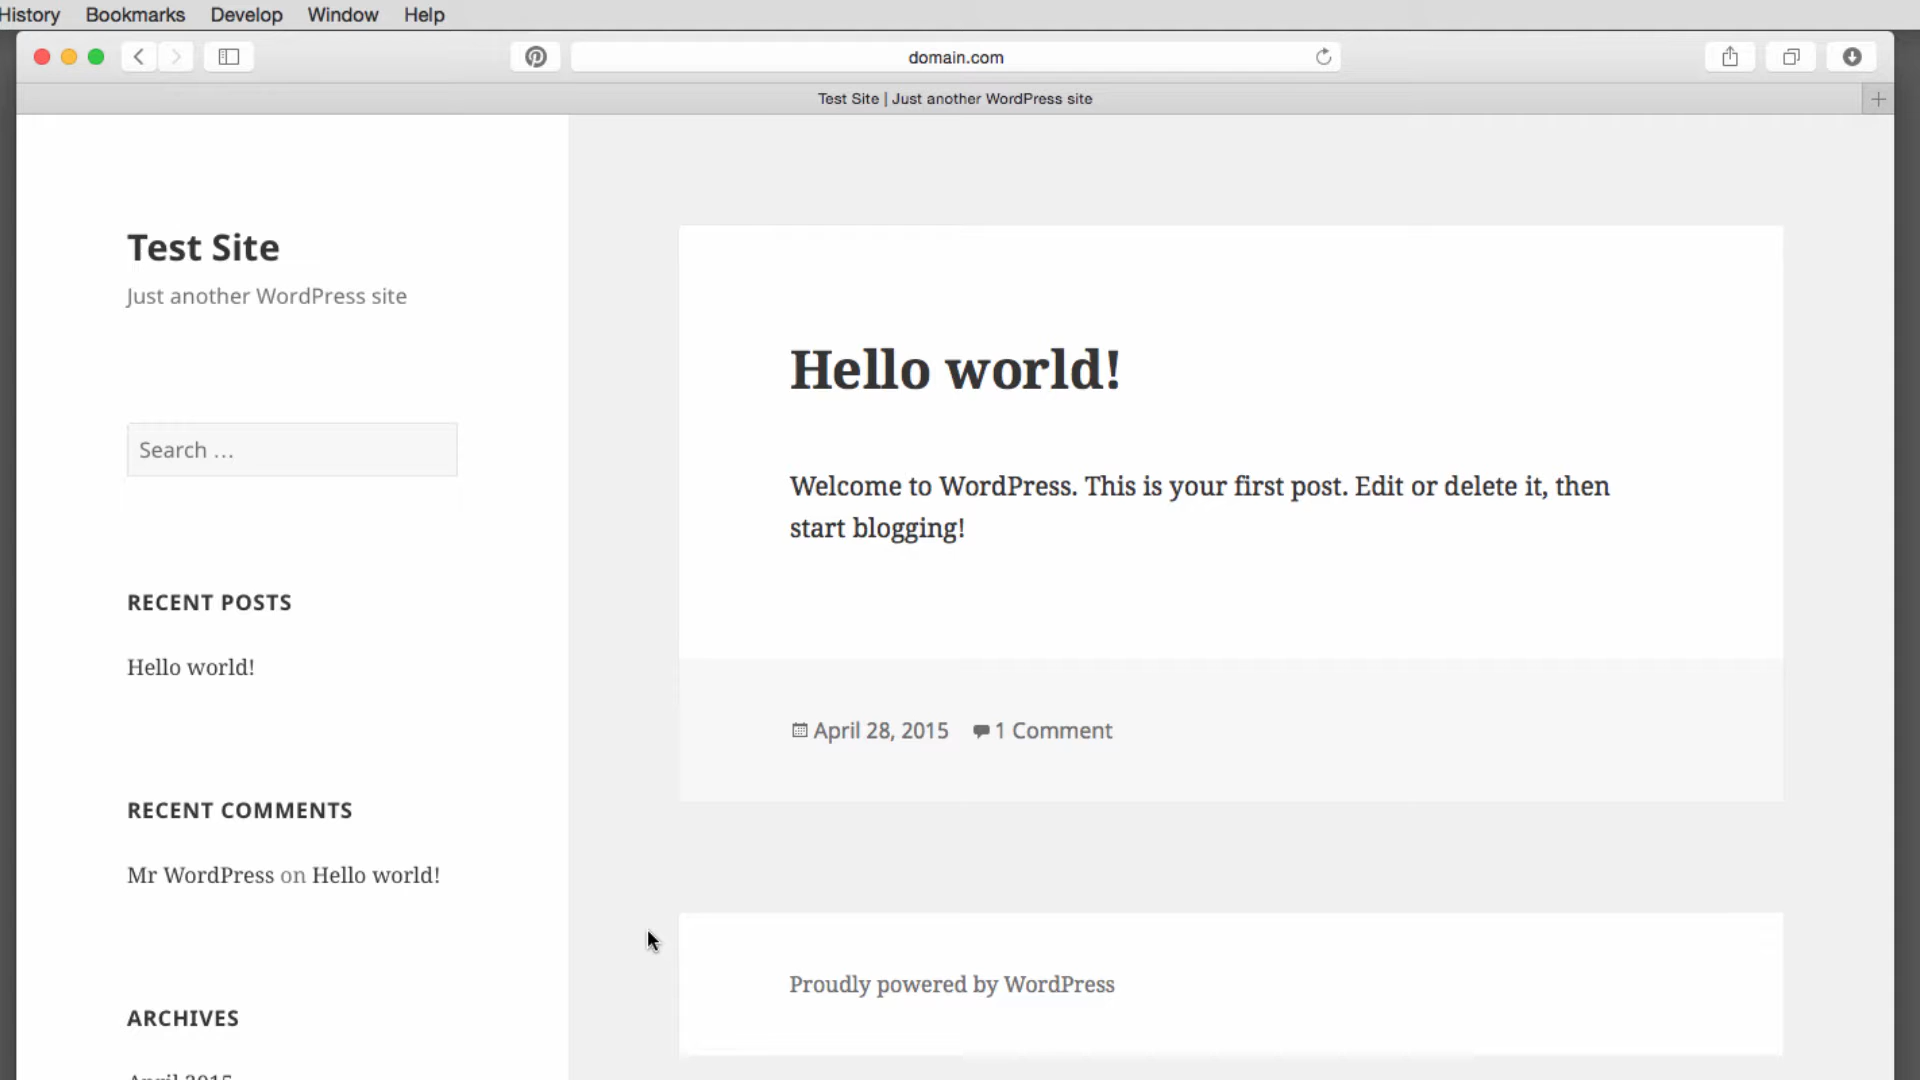 History Bookmarks Develop Window Help
domain.com
Test Site | Just another WordPress site
Test Site
Just another WordPress site
Search …
RECENT POSTS
Hello world!
RECENT COMMENTS
Mr WordPress on Hello world!
ARCHIVES
April 2015
Hello world!
Welcome to WordPress. This is your first post. Edit or delete it, then
start blogging!
April 28, 2015 1 Comment
Proudly powered by WordPress